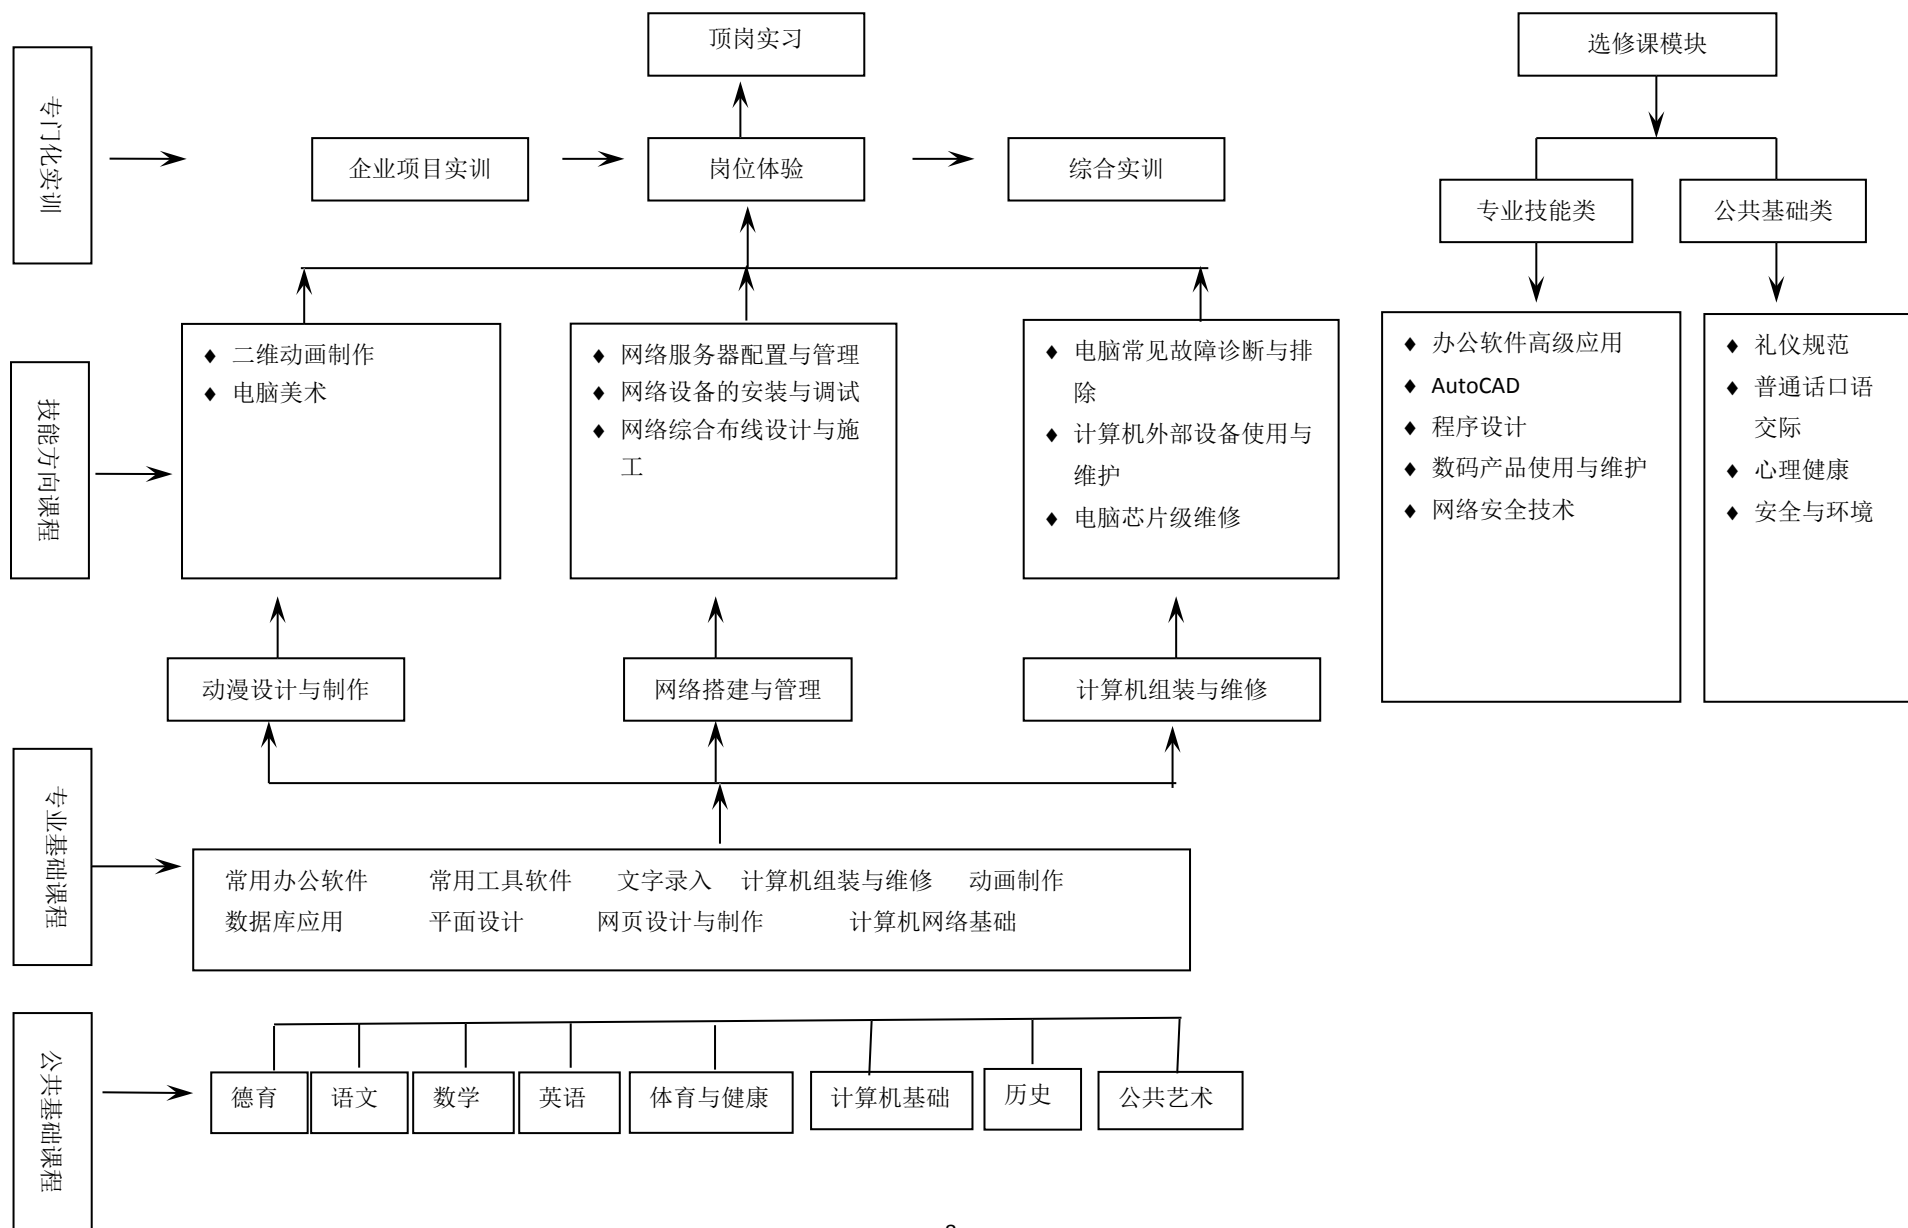 顶岗实习
选修课模块
专门化实训
企业项目实训
岗位体验
综合实训
专业技能类
公共基础类
技能方向课程
♦ 二维动画制作
♦ 电脑美术
♦ 网络服务器配置与管理
♦ 网络设备的安装与调试
♦ 网络综合布线设计与施
工
♦ 电脑常见故障诊断与排
除
♦ 计算机外部设备使用与
维护
♦ 电脑芯片级维修
♦ 办公软件高级应用
♦ AutoCAD
♦ 程序设计
♦ 数码产品使用与维护
♦ 网络安全技术
♦ 礼仪规范
♦ 普通话口语
交际
♦ 心理健康
♦ 安全与环境
动漫设计与制作
网络搭建与管理
计算机组装与维修
专业基础课程
常用办公软件 常用工具软件 文字录入 计算机组装与维修 动画制作
数据库应用 平面设计 网页设计与制作 计算机网络基础
公共基础课程
德育
语文
数学
英语
体育与健康
计算机基础
历史
公共艺术